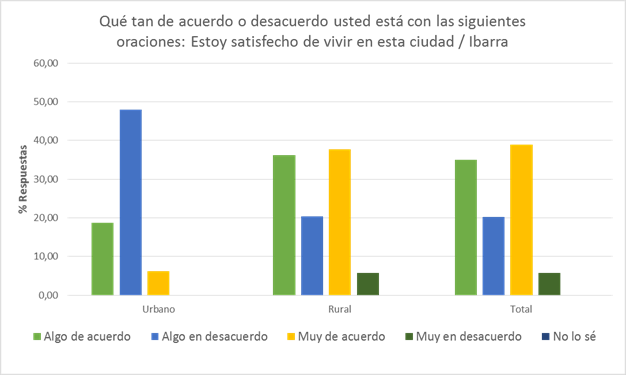 Qué tan de acuerdo o desacuerdo usted está con las siguientes
oraciones: Estoy satisfecho de vivir en esta ciudad / Ibarra
60,00
50,00
40,00
30,00
20,00
10,00
0,00
% Respuestas
Urbano Rural Total
Algo de acuerdo Algo en desacuerdo Muy de acuerdo Muy en desacuerdo No lo sé